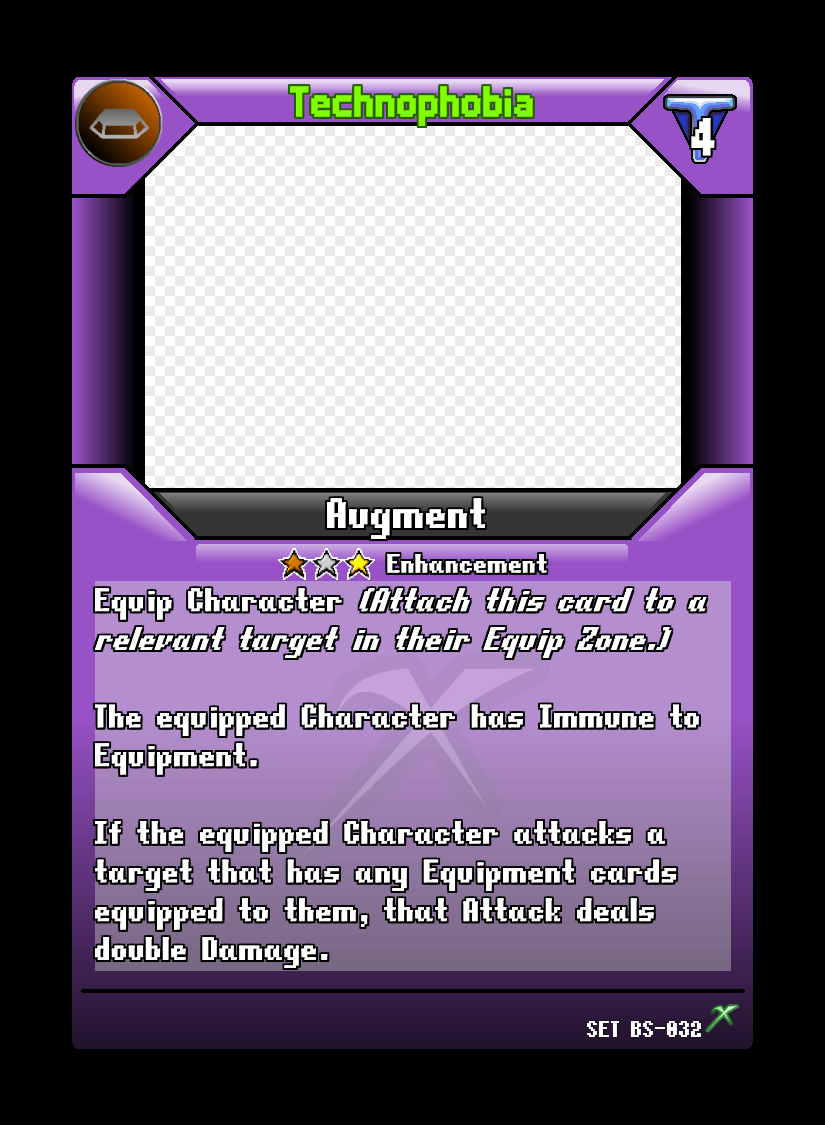 Technophobia
4
Augment
Enhancement
Equip Character (Attach this card to a
relevant target in their Equip Zone.)
The equipped Character has Immune to
Equipment.
If the equipped Character attacks a
target that has any Equipment cards
equipped to them, that Attack deals
double Damage.
SET BS-032